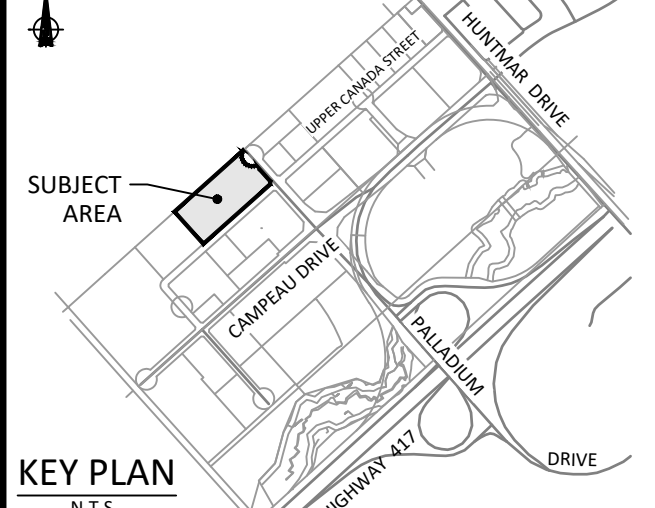 HUNTMAR DRIVE
UPPER CANADA STREET
SUBJECT
AREA
CAMPEAU DRIVE
PALLADIUM
DRIVE
HIGHWAY 417
KEY PLAN
N.T.S.